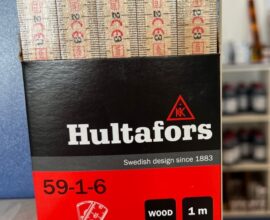 Hultafors
Swedish design since 1883
59-1-6
WOOD
1 m